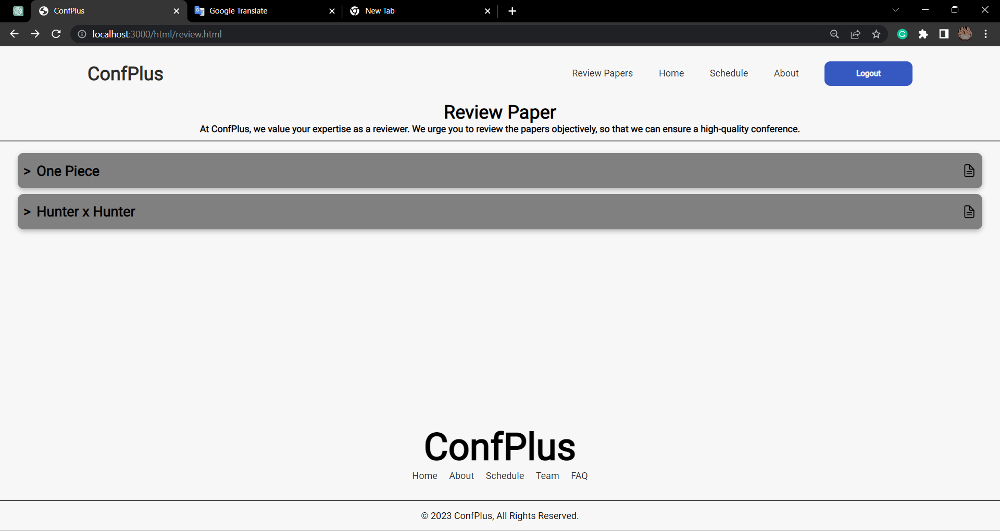 ConfPlus
Google Translate
New Tab
localhost:3000/html/review.html
ConfPlus
Review Papers Home Schedule About Logout
Review Paper
At ConfPlus, we value your expertise as a reviewer. We urge you to review the papers objectively, so that we can ensure a high-quality conference.
> One Piece
> Hunter x Hunter
ConfPlus
Home About Schedule Team FAQ
© 2023 ConfPlus, All Rights Reserved.